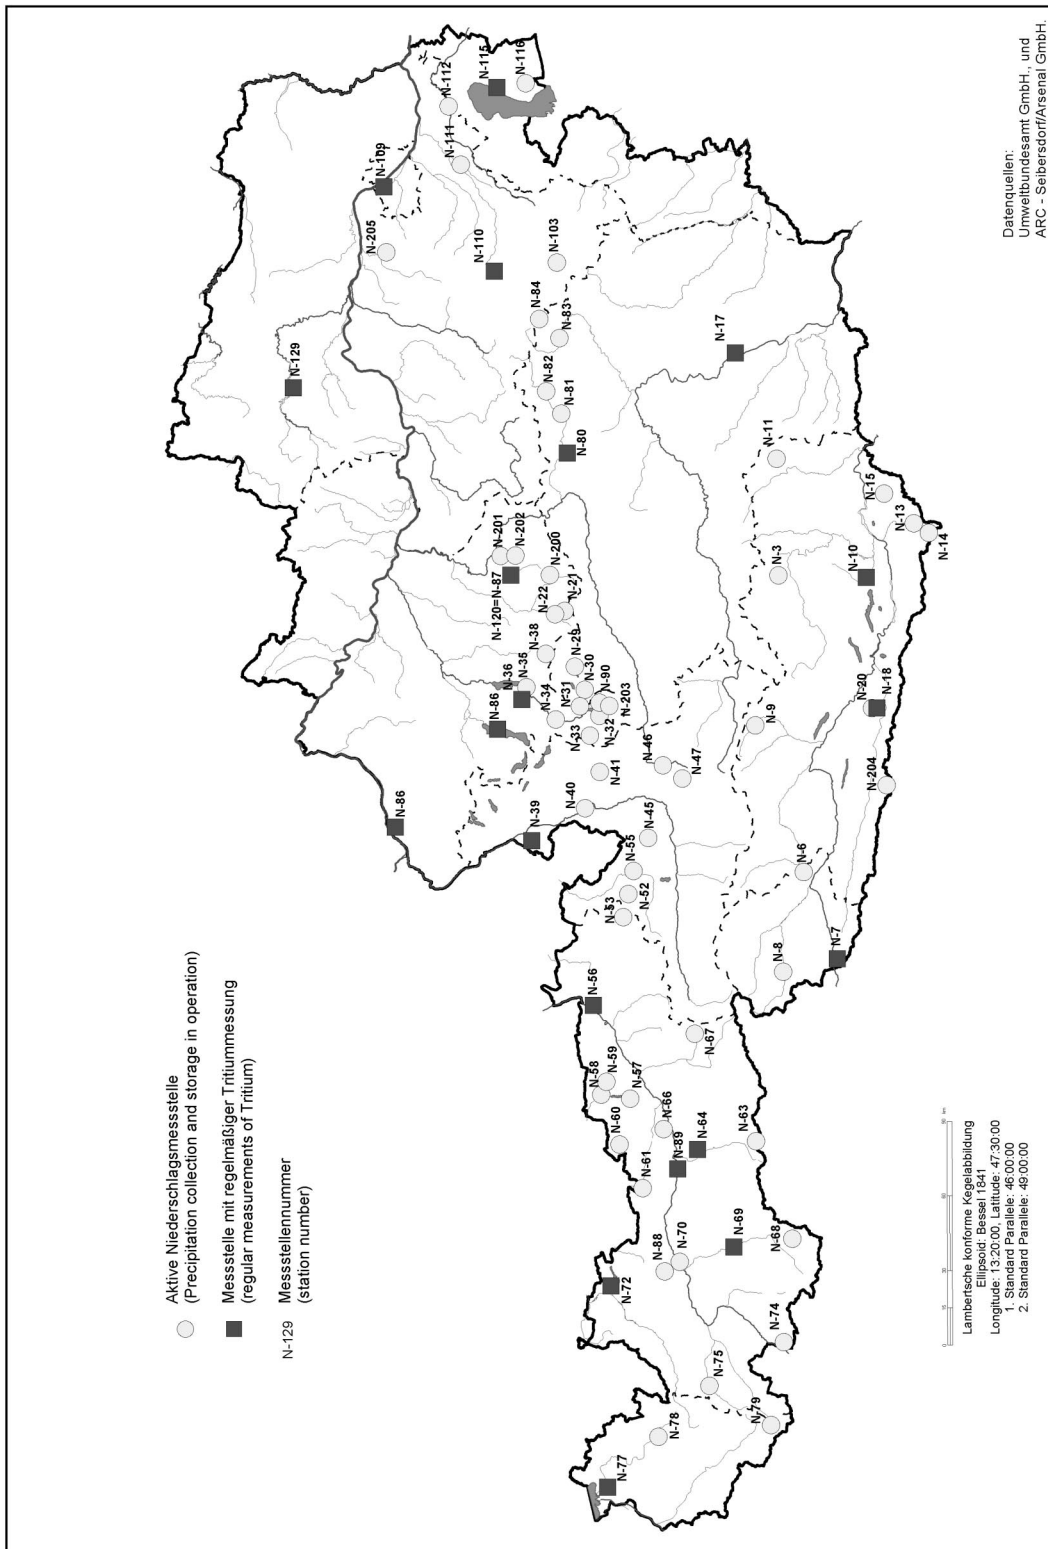 Aktive Niederschlagsmessstelle
(Precipitation collection and storage in operation)
Messstelle mit regelmäßiger Tritiummessung
(regular measurements of Tritium)
N-129
Messstellennummer
(station number)
N-77
N-78
N-79
N-75
N-74
N-72
N-88
N-70
N-69
N-68
N-61
N-60
N-58
N-59
N-57
N-66
N-89
N-64
N-63
N-67
N-56
N-53
N-52
N-55
N-45
N-8
N-7
N-6
N-204
N-9
N-20
N-18
N-39
N-40
N-41
N-46
N-47
N-86
N-86
N-36
N-35
N-34
N-33
N-32
N-31
N-30
N-29
N-90
N-203
N-38
N-22
N-21
N-200
N-120=N-87
N-201
N-202
N-3
N-10
N-14
N-13
N-15
N-11
N-80
N-81
N-82
N-83
N-84
N-17
N-129
N-103
N-110
N-205
N-109
N-111
N-112
N-115
N-116
km
Lambertsche konforme Kegelabbildung
Ellipsoid: Bessel 1841
Longitude: 13:20:00, Latitude: 47:30:00
1. Standard Parallele: 46:00:00
2. Standard Parallele: 49:00:00
Datenquellen:
Umweltbundesamt GmbH., und
ARC - Seibersdorf/Arsenal GmbH.